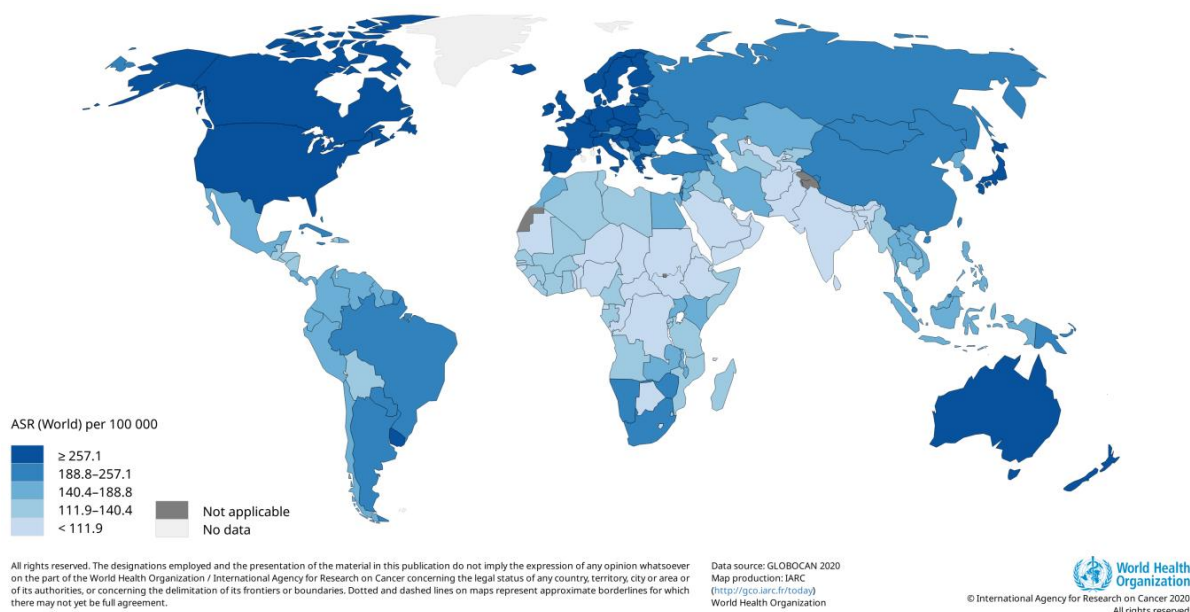 ASR (World) per 100 000
≥ 257.1
188.8–257.1
140.4–188.8
111.9–140.4
< 111.9
Not applicable
No data
All rights reserved. The designations employed and the presentation of the material in this publication do not imply the expression of any opinion whatsoever
on the part of the World Health Organization / International Agency for Research on Cancer concerning the legal status of any country, territory, city or area or
of its authorities, or concerning the delimitation of its frontiers or boundaries. Dotted and dashed lines on maps represent approximate borderlines for which
there may not yet be full agreement.
Data source: GLOBOCAN 2020
Map production: IARC
(http://gco.iarc.fr/today)
World Health Organization
World Health
Organization
© International Agency for Research on Cancer 2020
All rights reserved